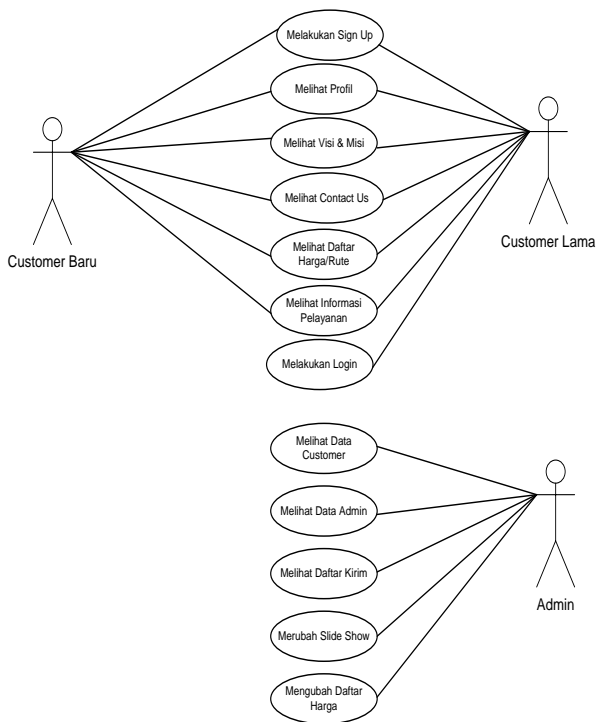 Melakukan Sign Up
Melihat Profil
Melihat Visi & Misi
Melihat Contact Us
Melihat Daftar
Harga/Rute
Melihat Informasi
Pelayanan
Melakukan Login
Customer Baru
Customer Lama
Melihat Data
Customer
Melihat Data Admin
Melihat Daftar Kirim
Merubah Slide Show
Mengubah Daftar
Harga
Admin